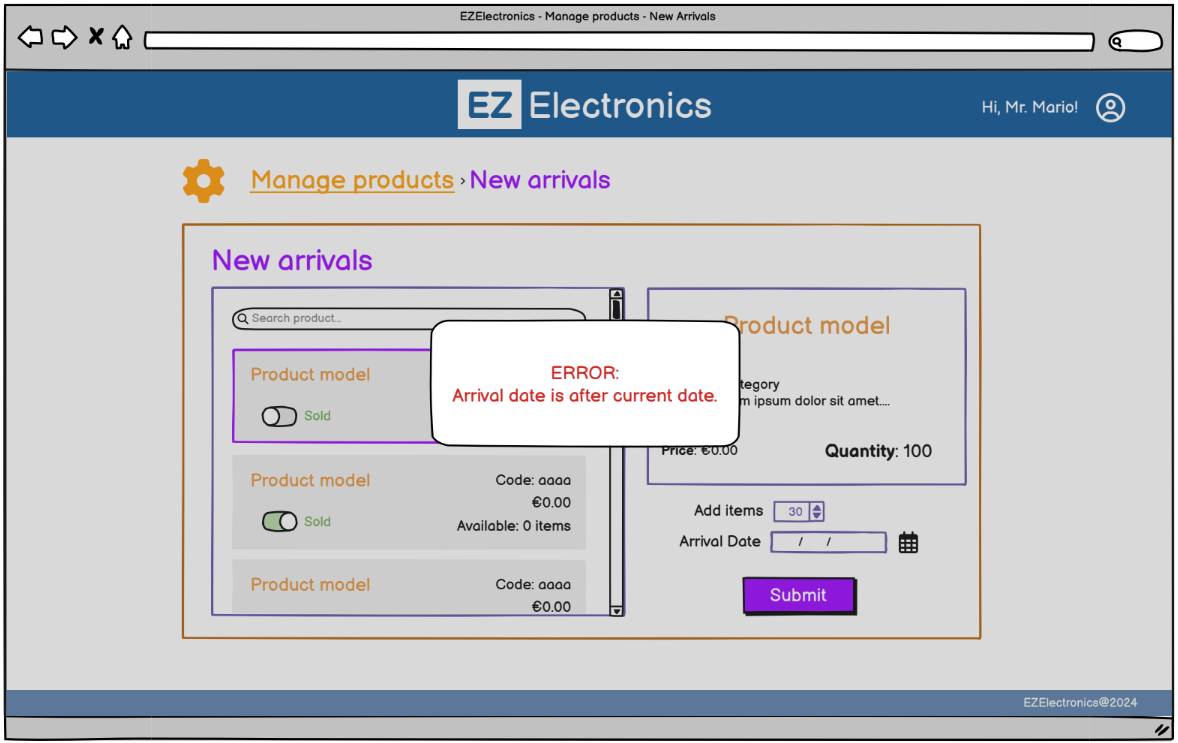 EZElectronics - Manage products - New Arrivals
EZ Electronics
Hi, Mr. Mario!
Manage products › New arrivals
New arrivals
Search product...
Product model
Sold
Product model
Code: aaaa
€0.00
Sold
Available: 0 items
Product model
Code: aaaa
€0.00
ERROR:
Arrival date is after current date.
Product model
tegory
m ipsum dolor sit amet....
Price: €0.00
Quantity: 100
Add items 30
Arrival Date / /
Submit
EZElectronics@2024